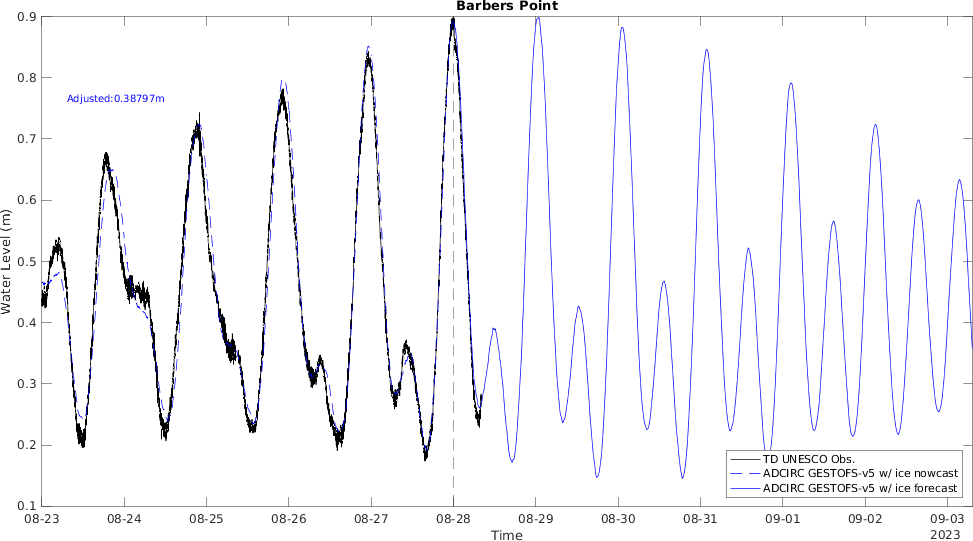 Barbers Point
0.9
0.8
0.7
0.6
0.5
0.4
0.3
0.2
0.1
Water Level (m)
Adjusted:0.38797m
TD UNESCO Obs.
ADCIRC GESTOFS-v5 w/ ice nowcast
ADCIRC GESTOFS-v5 w/ ice forecast
08-23 08-24 08-25 08-26 08-27 08-28 08-29 08-30 08-31 09-01 09-02 09-03
Time
2023